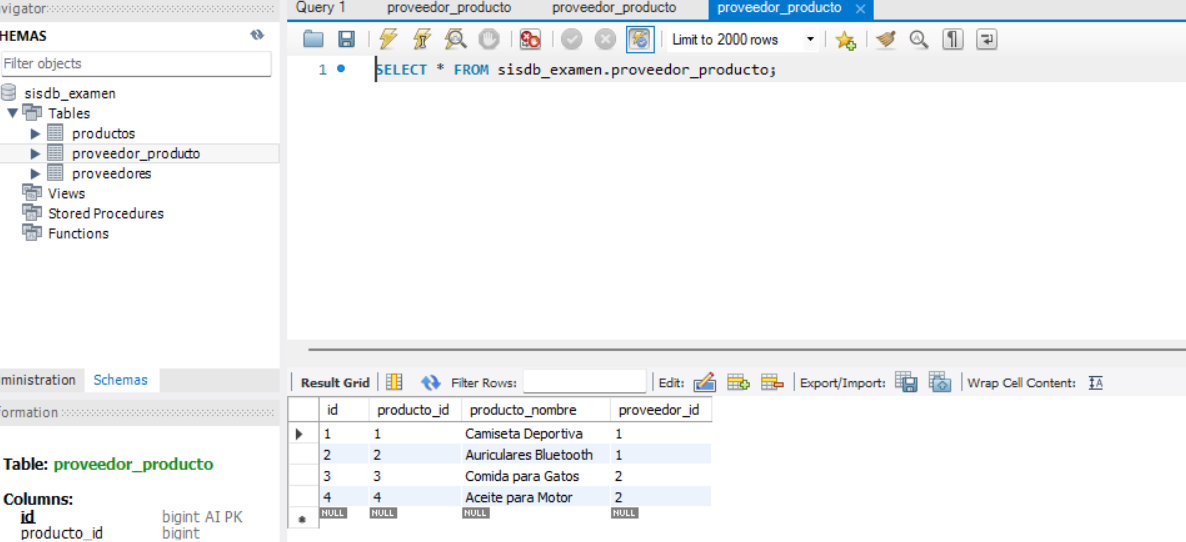 vigator
Query 1 proveedor_producto proveedor_producto proveedor_producto
HEMAS
Limit to 2000 rows
Filter objects
1 SELECT * FROM sisdb_examen.proveedor_producto;
sisdb_examen
Tables
productos
proveedor_producto
proveedores
Views
Stored Procedures
Functions
ministration Schemas
Result Grid Filter Rows: Edit: Export/Import: Wrap Cell Content:
ormation
id producto_id producto_nombre proveedor_id
1 1 Camiseta Deportiva 1
2 2 Auriculares Bluetooth 1
3 3 Comida para Gatos 2
4 4 Aceite para Motor 2
NULL NULL NULL NULL
Table: proveedor_producto
Columns:
id bigint AI PK
producto_id bigint